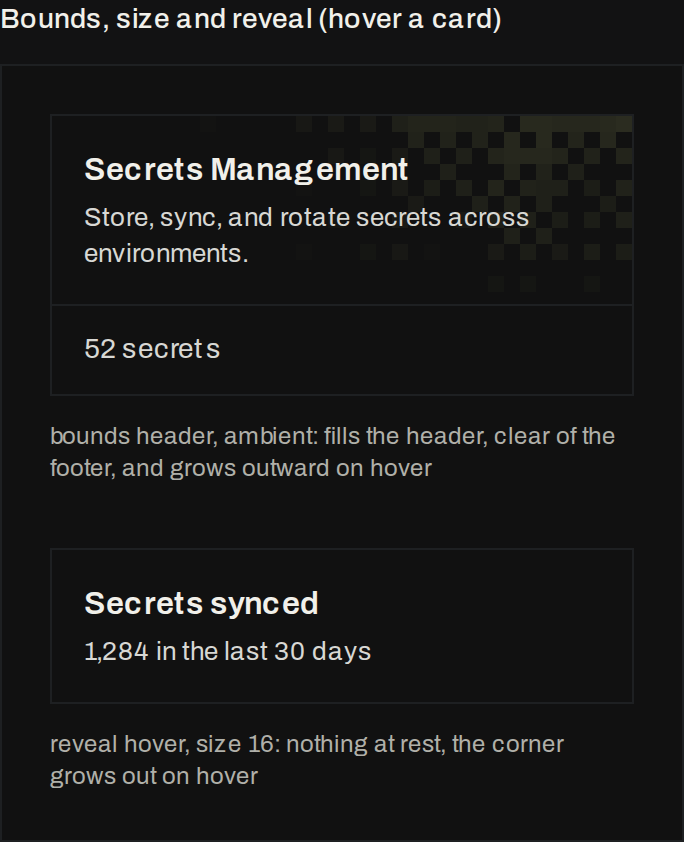 Bounds, size and reveal (hover a card)
Secrets Management
Store, sync, and rotate secrets across
environments.
52 secrets
bounds header, ambient: fills the header, clear of the
footer, and grows outward on hover
Secrets synced
1,284 in the last 30 days
reveal hover, size 16: nothing at rest, the corner
grows out on hover